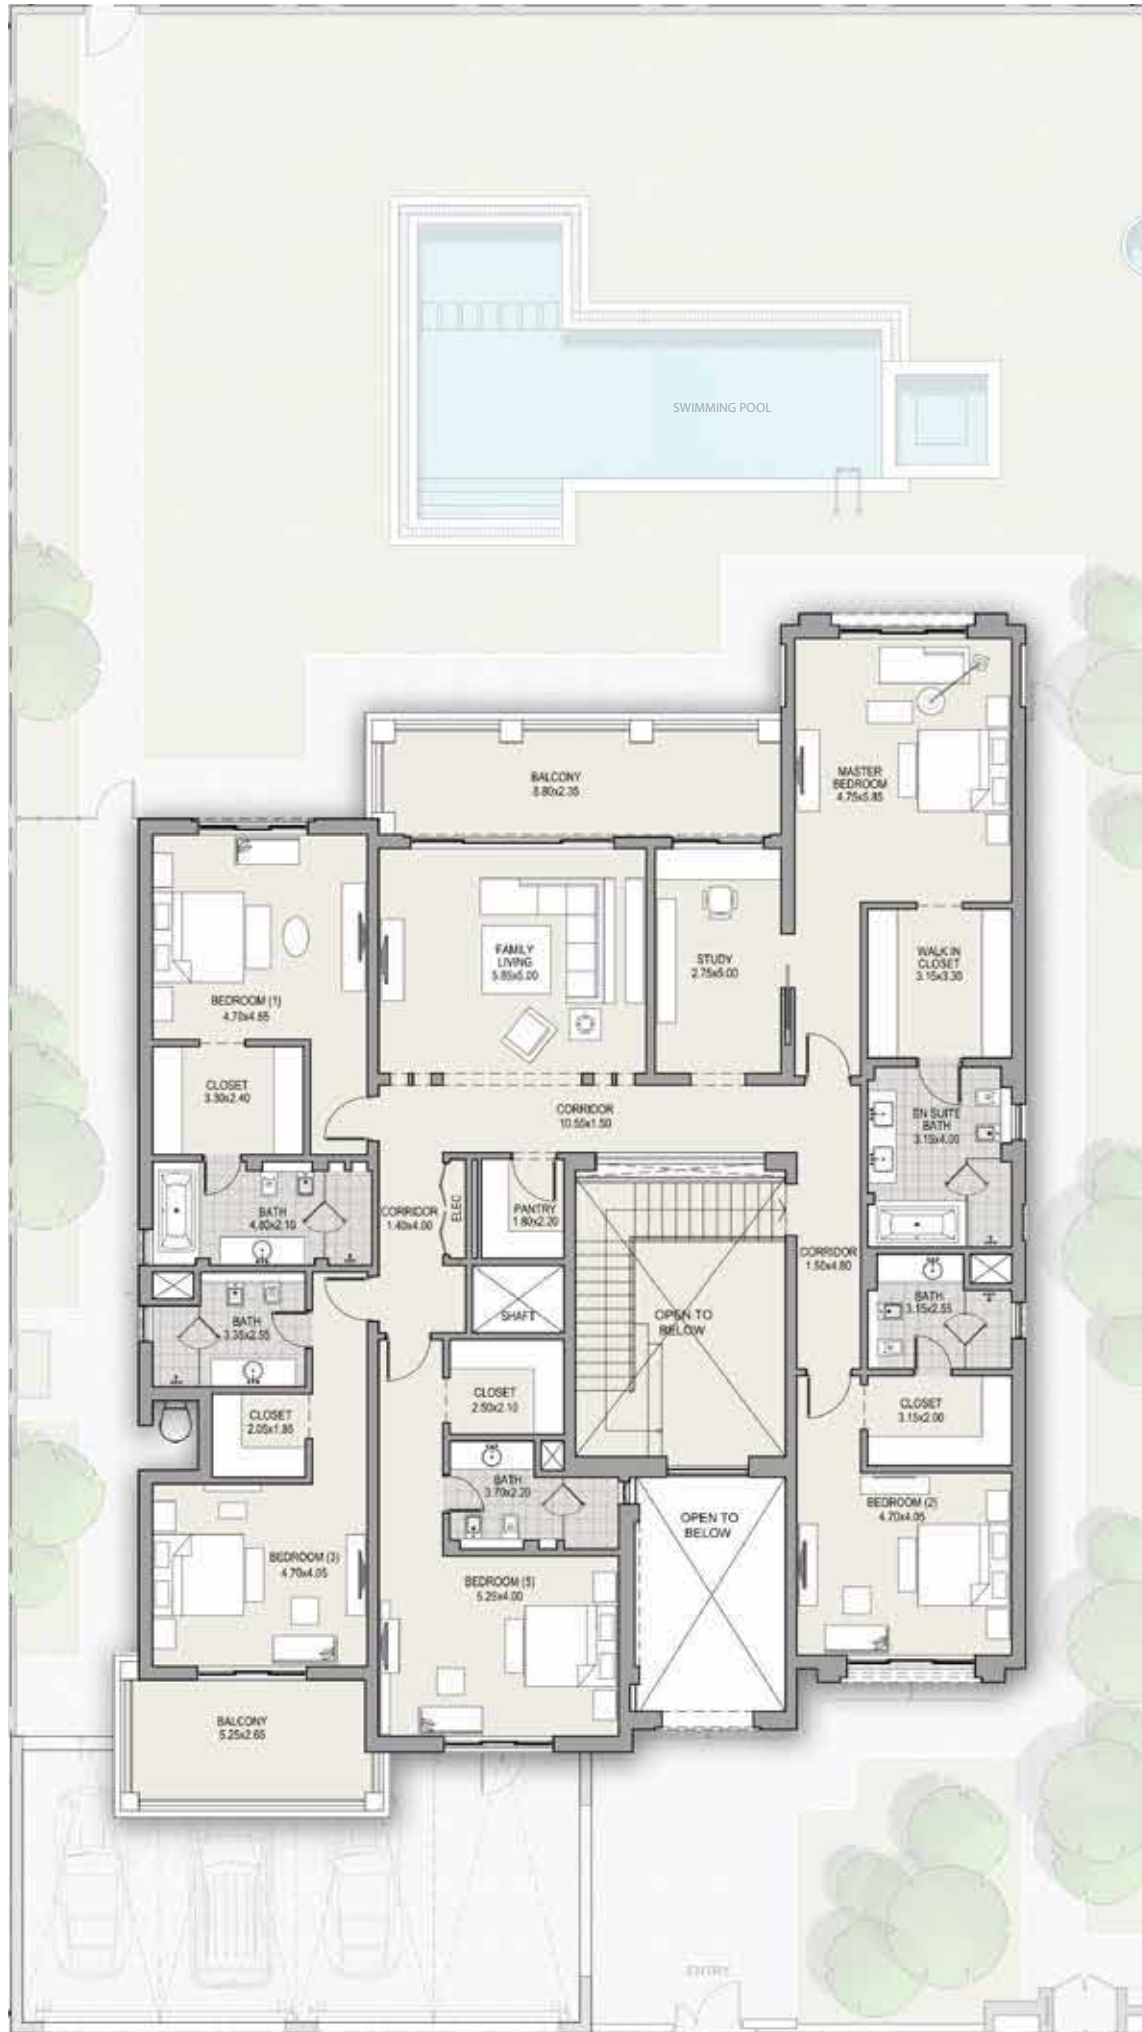 SWIMMING POOL
MASTER
BEDROOM
4.75x5.85
BALCONY
8.80x2.35
FAMILY
LIVING
5.85x5.00
STUDY
2.75x5.00
WALK IN
CLOSET
3.15x3.30
BEDROOM (1)
4.70x4.55
CLOSET
3.30x2.40
CORRIDOR
10.55x1.50
EN SUITE
BATH
3.15x4.00
BATH
4.80x2.10
CORRIDOR
1.40x4.00
ELEC
PANTRY
1.80x2.20
CORRIDOR
1.50x4.80
BATH
3.35x2.55
SHAFT
OPEN TO
BELOW
BATH
3.15x2.55
CLOSET
2.05x1.85
CLOSET
2.50x2.10
CLOSET
3.15x2.00
BATH
3.70x2.20
OPEN TO
BELOW
BEDROOM (2)
4.70x4.05
BEDROOM (3)
4.70x4.05
BEDROOM (5)
5.25x4.00
BALCONY
5.25x2.65
ENTRY